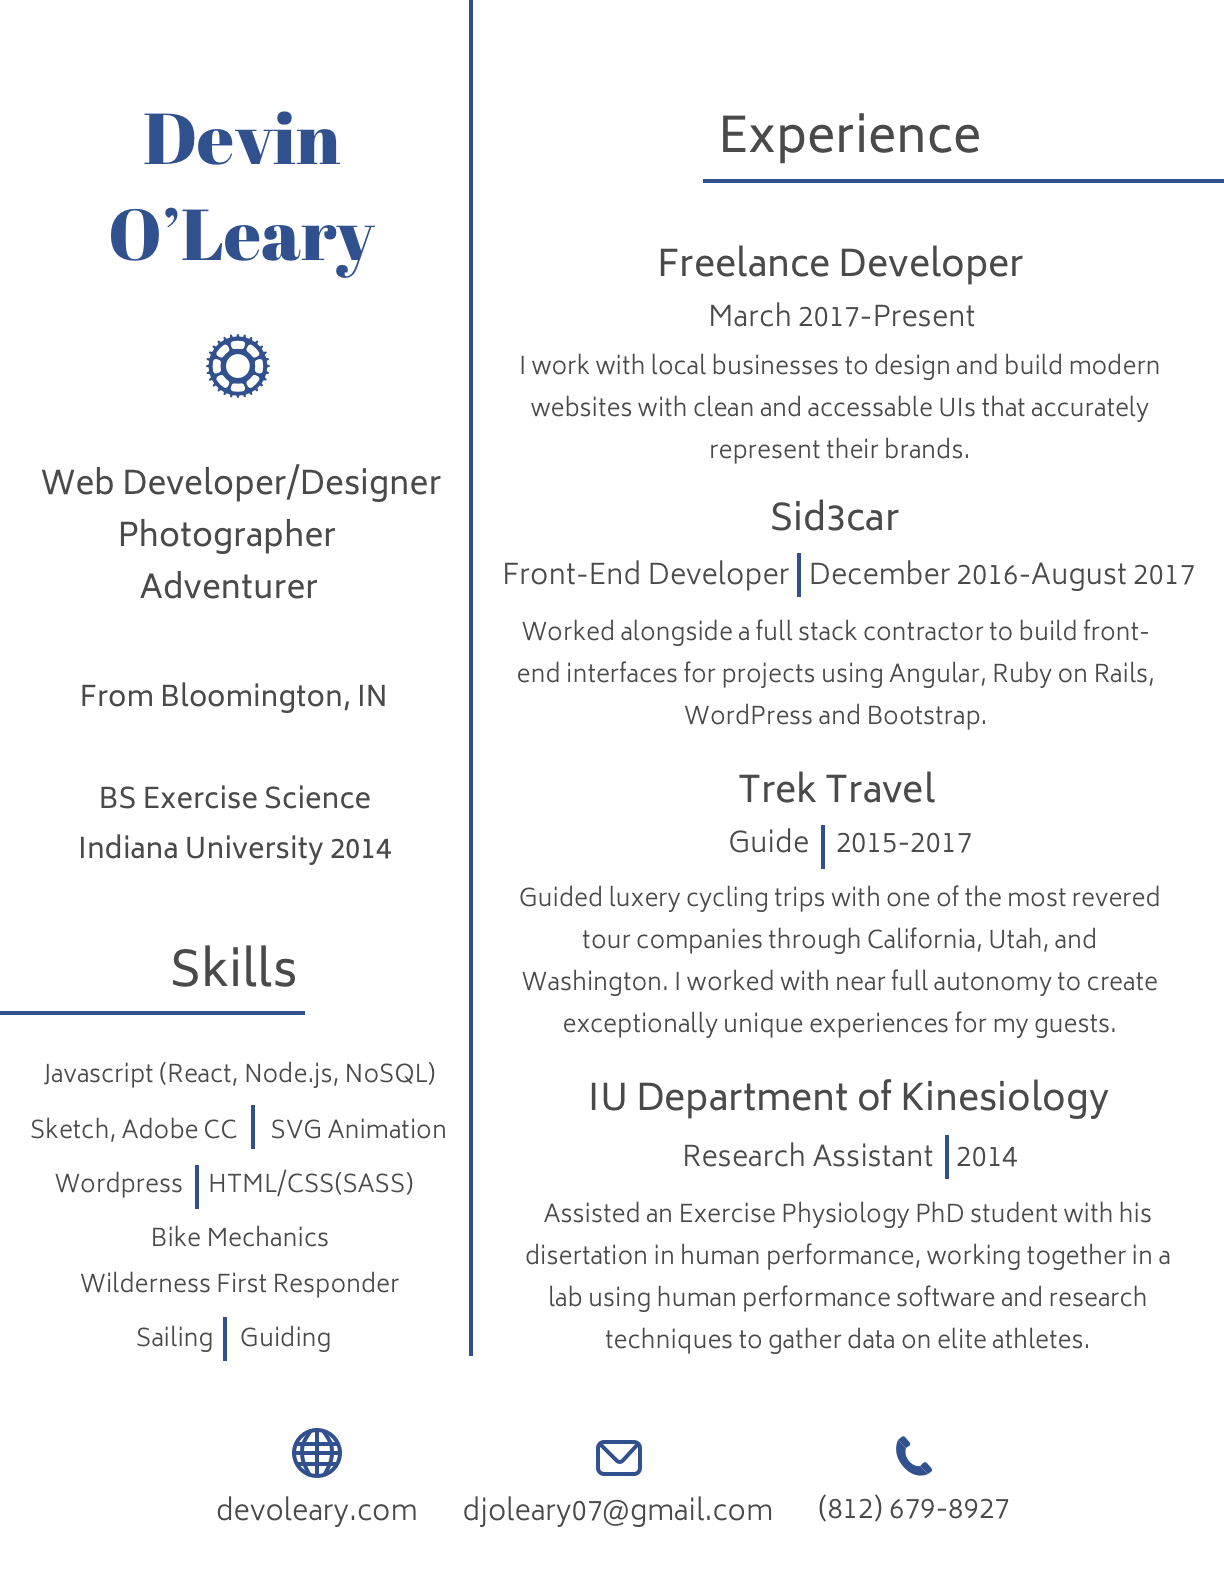 Devin
O’Leary
Web Developer/Designer
Photographer
Adventurer
From Bloomington, IN
BS Exercise Science
Indiana University 2014
Skills
Javascript (React, Node.js, NoSQL)
Sketch, Adobe CC | SVG Animation
Wordpress | HTML/CSS(SASS)
Bike Mechanics
Wilderness First Responder
Sailing | Guiding
Experience
Freelance Developer
March 2017-Present
I work with local businesses to design and build modern
websites with clean and accessable UIs that accurately
represent their brands.
Sid3car
Front-End Developer | December 2016-August 2017
Worked alongside a full stack contractor to build front-
end interfaces for projects using Angular, Ruby on Rails,
WordPress and Bootstrap.
Trek Travel
Guide | 2015-2017
Guided luxery cycling trips with one of the most revered
tour companies through California, Utah, and
Washington. I worked with near full autonomy to create
exceptionally unique experiences for my guests.
IU Department of Kinesiology
Research Assistant | 2014
Assisted an Exercise Physiology PhD student with his
disertation in human performance, working together in a
lab using human performance software and research
techniques to gather data on elite athletes.
devoleary.com
djoleary07@gmail.com
(812) 679-8927